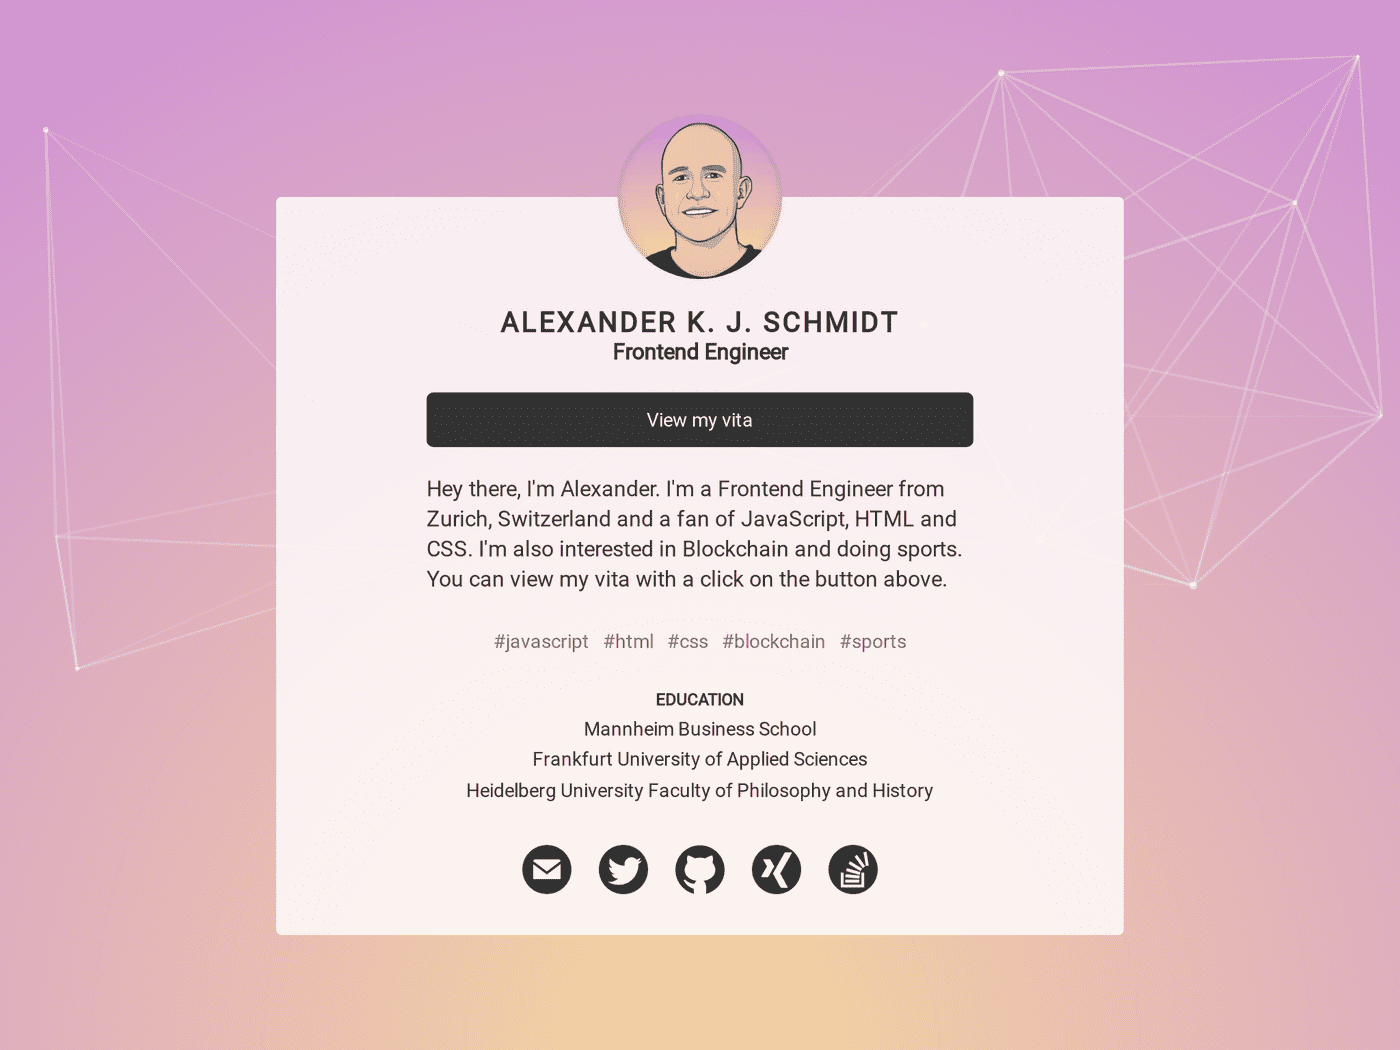 ALEXANDER K. J. SCHMIDT
Frontend Engineer
View my vita
Hey there, I'm Alexander. I'm a Frontend Engineer from
Zurich, Switzerland and a fan of JavaScript, HTML and
CSS. I'm also interested in Blockchain and doing sports.
You can view my vita with a click on the button above.
#javascript #html #css #blockchain #sports
EDUCATION
Mannheim Business School
Frankfurt University of Applied Sciences
Heidelberg University Faculty of Philosophy and History